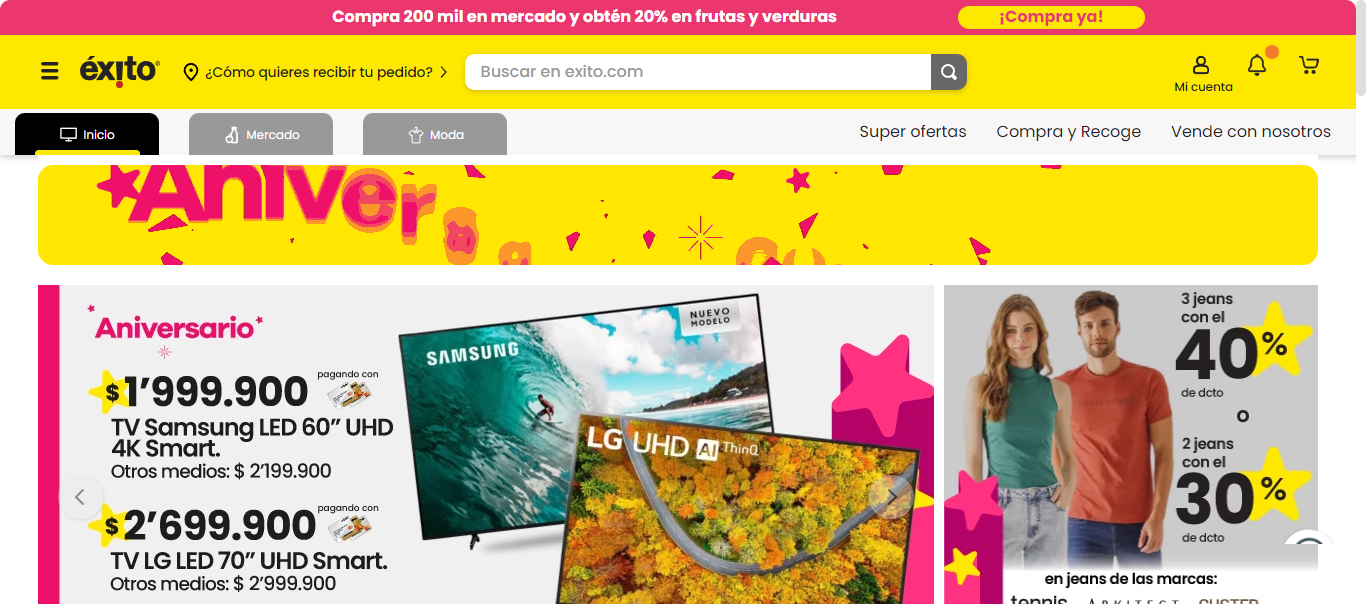 Compra 200 mil en mercado y obtén 20% en frutas y verduras
¡Compra ya!
éxito
¿Cómo quieres recibir tu pedido?
Buscar en exito.com
Mi cuenta
Inicio
Mercado
Moda
Super ofertas
Compra y Recoge
Vende con nosotros
Aniversa
Aniversario
$1’999.900
pagando con
TV Samsung LED 60” UHD
4K Smart.
Otros medios: $ 2’199.900
$2’699.900
pagando con
TV LG LED 70” UHD Smart.
Otros medios: $ 2’999.900
SAMSUNG
NUEVO
MODELO
LG UHD AI ThinQ
3 jeans
con el
40%
de dcto
o
2 jeans
con el
30%
de dcto
en jeans de las marcas:
tennis ARKITECT CUSTER